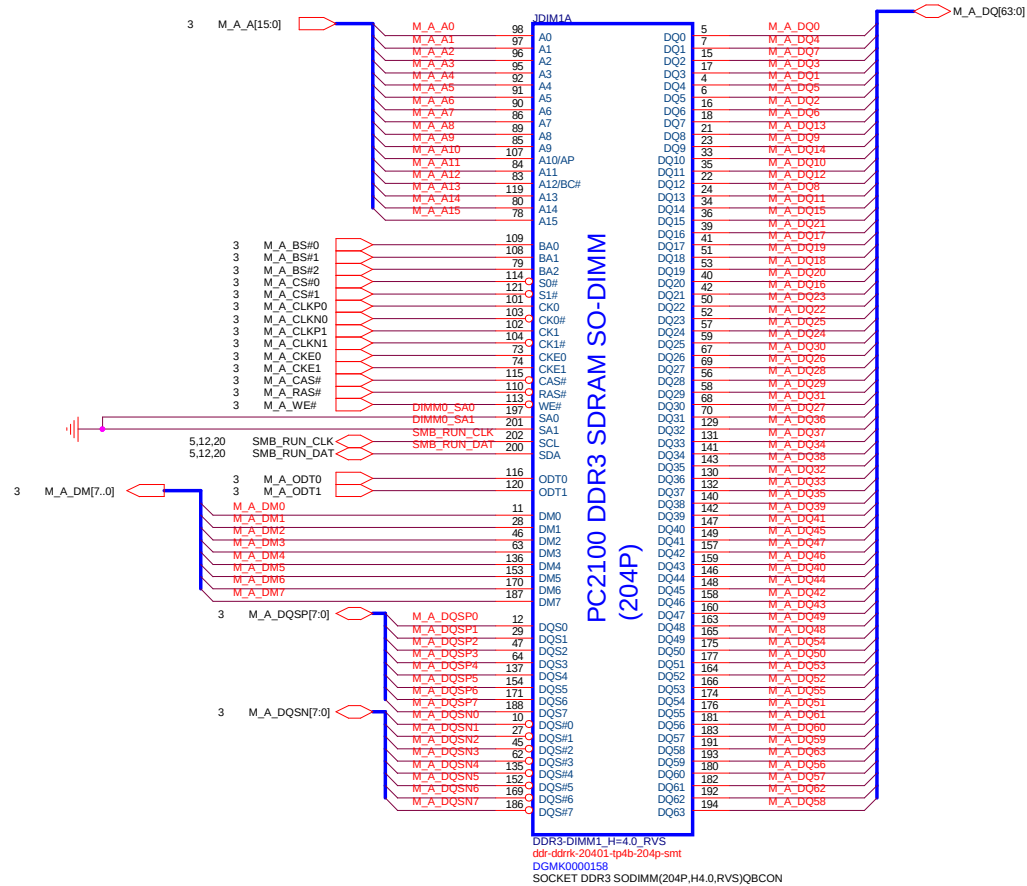 JDIM1A
3 M_A_A[15:0]
M_A_A0 98 A0
M_A_A1 97 A1
M_A_A2 96 A2
M_A_A3 95 A3
M_A_A4 92 A4
M_A_A5 91 A5
M_A_A6 90 A6
M_A_A7 86 A7
M_A_A8 89 A8
M_A_A9 85 A9
M_A_A10 107 A10/AP
M_A_A11 84 A11
M_A_A12 83 A12/BC#
M_A_A13 119 A13
M_A_A14 80 A14
M_A_A15 78 A15
3 M_A_BS#0 109 BA0
3 M_A_BS#1 108 BA1
3 M_A_BS#2 79 BA2
3 M_A_CS#0 114 S0#
3 M_A_CS#1 121 S1#
3 M_A_CLKP0 101 CK0
3 M_A_CLKN0 103 CK0#
3 M_A_CLKP1 102 CK1
3 M_A_CLKN1 104 CK1#
3 M_A_CKE0 73 CKE0
3 M_A_CKE1 74 CKE1
3 M_A_CAS# 115 CAS#
3 M_A_RAS# 110 RAS#
3 M_A_WE# 113 WE#
DIMM0_SA0 197 SA0
DIMM0_SA1 201 SA1
5,12,20 SMB_RUN_CLK SMB_RUN_CLK 202 SCL
5,12,20 SMB_RUN_DAT SMB_RUN_DAT 200 SDA
3 M_A_ODT0 116 ODT0
3 M_A_ODT1 120 ODT1
3 M_A_DM[7..0]
M_A_DM0 11 DM0
M_A_DM1 28 DM1
M_A_DM2 46 DM2
M_A_DM3 63 DM3
M_A_DM4 136 DM4
M_A_DM5 153 DM5
M_A_DM6 170 DM6
M_A_DM7 187 DM7
3 M_A_DQSP[7:0]
M_A_DQSP0 12 DQS0
M_A_DQSP1 29 DQS1
M_A_DQSP2 47 DQS2
M_A_DQSP3 64 DQS3
M_A_DQSP4 137 DQS4
M_A_DQSP5 154 DQS5
M_A_DQSP6 171 DQS6
M_A_DQSP7 188 DQS7
3 M_A_DQSN[7:0]
M_A_DQSN0 10 DQS#0
M_A_DQSN1 27 DQS#1
M_A_DQSN2 45 DQS#2
M_A_DQSN3 62 DQS#3
M_A_DQSN4 135 DQS#4
M_A_DQSN5 152 DQS#5
M_A_DQSN6 169 DQS#6
M_A_DQSN7 186 DQS#7
PC2100 DDR3 SDRAM SO-DIMM
(204P)
M_A_DQ[63:0]
DQ0 5 M_A_DQ0
DQ1 7 M_A_DQ4
DQ2 15 M_A_DQ7
DQ3 17 M_A_DQ3
DQ4 4 M_A_DQ1
DQ5 6 M_A_DQ5
DQ6 16 M_A_DQ2
DQ7 18 M_A_DQ6
DQ8 21 M_A_DQ13
DQ9 23 M_A_DQ9
DQ10 33 M_A_DQ14
DQ11 35 M_A_DQ10
DQ12 22 M_A_DQ12
DQ13 24 M_A_DQ8
DQ14 34 M_A_DQ11
DQ15 36 M_A_DQ15
DQ16 39 M_A_DQ21
DQ17 41 M_A_DQ17
DQ18 51 M_A_DQ19
DQ19 53 M_A_DQ18
DQ20 40 M_A_DQ20
DQ21 42 M_A_DQ16
DQ22 50 M_A_DQ23
DQ23 52 M_A_DQ22
DQ24 57 M_A_DQ25
DQ25 59 M_A_DQ24
DQ26 67 M_A_DQ30
DQ27 69 M_A_DQ26
DQ28 56 M_A_DQ28
DQ29 58 M_A_DQ29
DQ30 68 M_A_DQ31
DQ31 70 M_A_DQ27
DQ32 129 M_A_DQ36
DQ33 131 M_A_DQ37
DQ34 141 M_A_DQ34
DQ35 143 M_A_DQ38
DQ36 130 M_A_DQ32
DQ37 132 M_A_DQ33
DQ38 140 M_A_DQ35
DQ39 142 M_A_DQ39
DQ40 147 M_A_DQ41
DQ41 149 M_A_DQ45
DQ42 157 M_A_DQ47
DQ43 159 M_A_DQ46
DQ44 146 M_A_DQ40
DQ45 148 M_A_DQ44
DQ46 158 M_A_DQ42
DQ47 160 M_A_DQ43
DQ48 163 M_A_DQ49
DQ49 165 M_A_DQ48
DQ50 175 M_A_DQ54
DQ51 177 M_A_DQ50
DQ52 164 M_A_DQ53
DQ53 166 M_A_DQ52
DQ54 174 M_A_DQ55
DQ55 176 M_A_DQ51
DQ56 181 M_A_DQ61
DQ57 183 M_A_DQ60
DQ58 191 M_A_DQ59
DQ59 193 M_A_DQ63
DQ60 180 M_A_DQ56
DQ61 182 M_A_DQ57
DQ62 192 M_A_DQ62
DQ63 194 M_A_DQ58
DDR3-DIMM1_H=4.0_RVS
ddr-ddrrk-20401-tp4b-204p-smt
DGMK0000158
SOCKET DDR3 SODIMM(204P,H4.0,RVS)QBCON